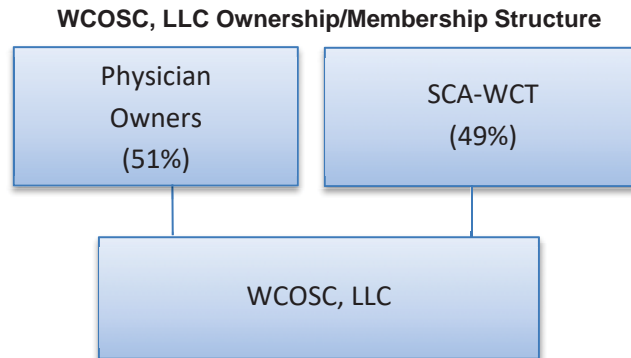 WCOSC, LLC Ownership/Membership Structure
Physician
Owners
(51%)
SCA-WCT
(49%)
WCOSC, LLC